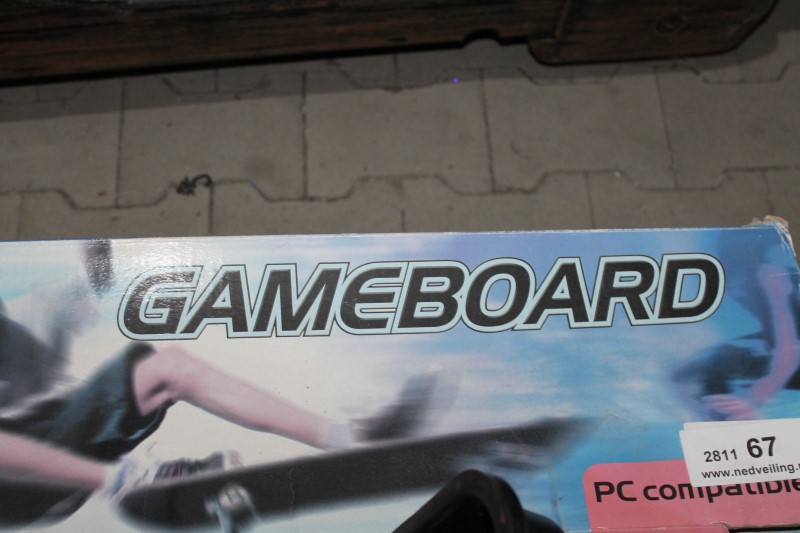 GAMEBOARD
2811 67
www.nedveiling.
PC compatible